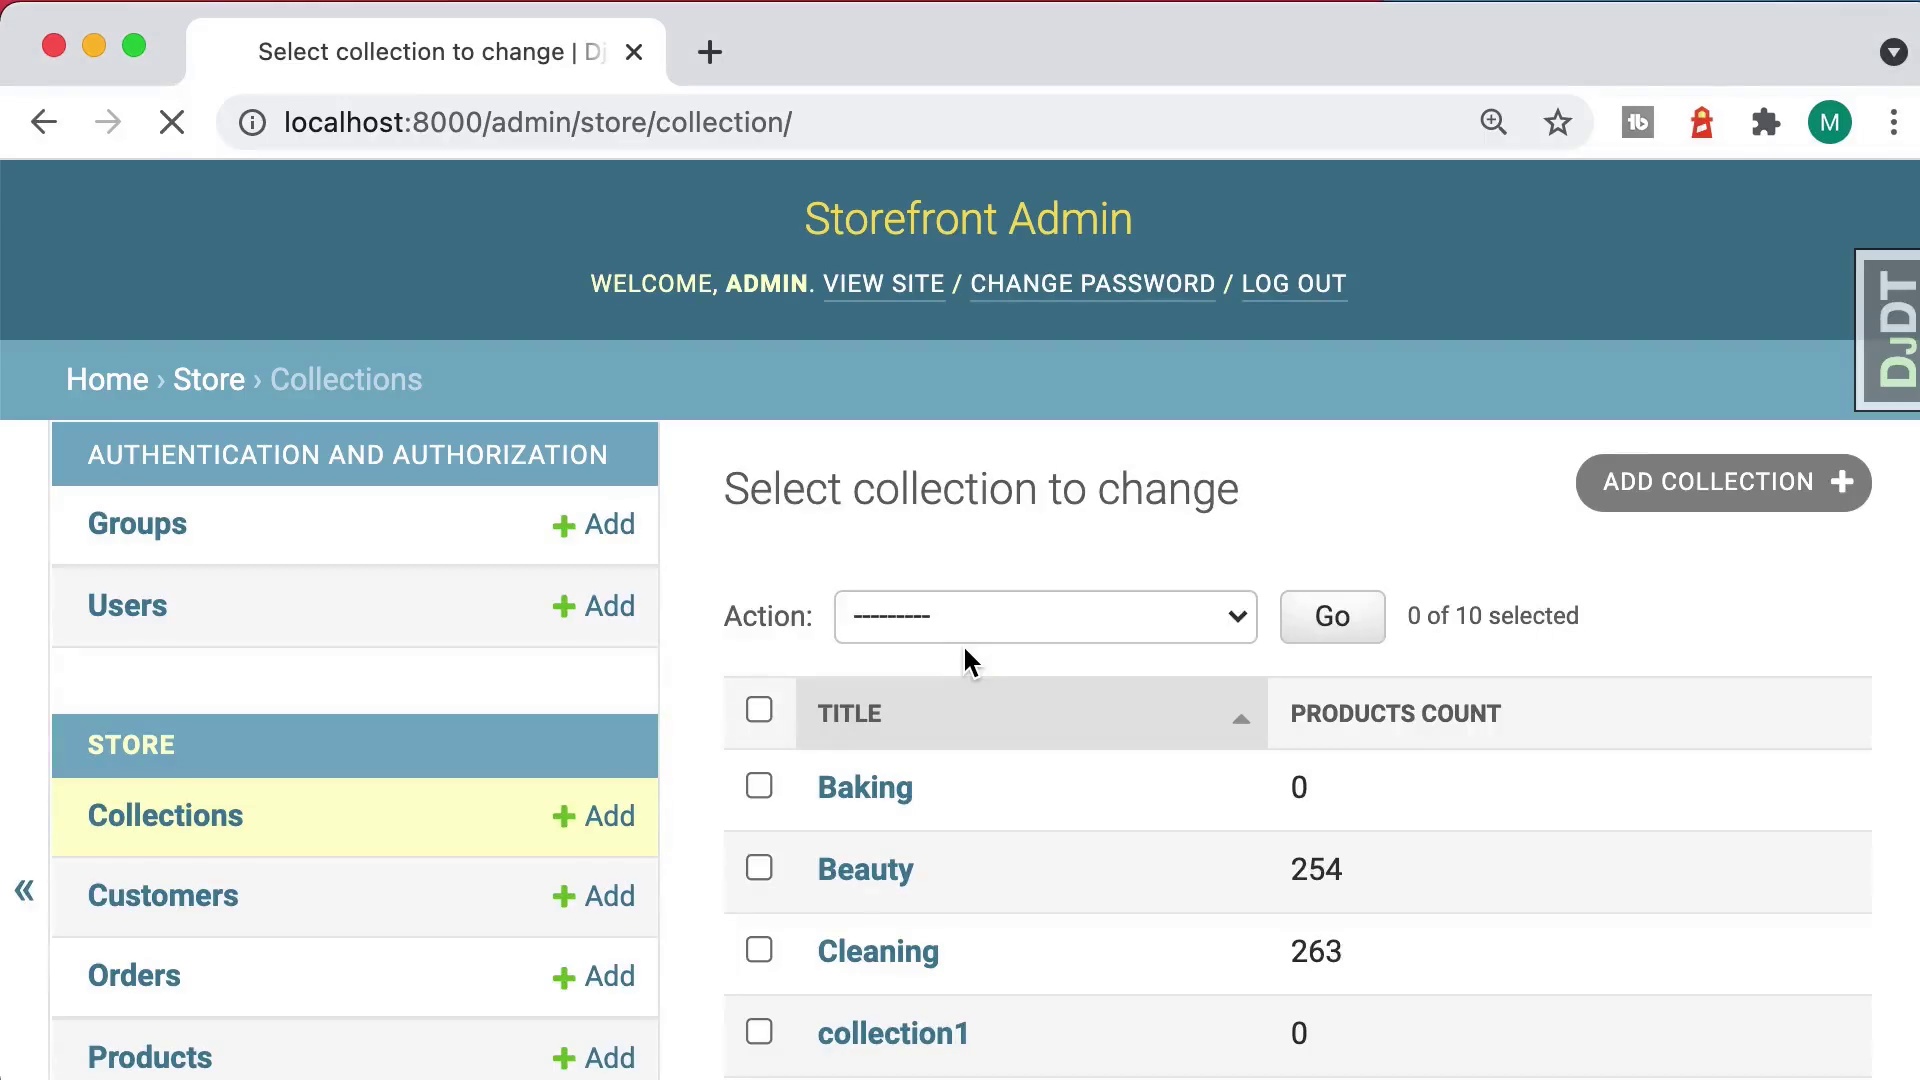 Select collection to change | Dj
localhost:8000/admin/store/collection/
M
Storefront Admin
WELCOME, ADMIN. VIEW SITE / CHANGE PASSWORD / LOG OUT
DJDT
Home › Store › Collections
AUTHENTICATION AND AUTHORIZATION
Groups + Add
Users + Add
STORE
Collections + Add
Customers + Add
Orders + Add
Products + Add
«
Select collection to change
ADD COLLECTION +
Action: --------- Go 0 of 10 selected
TITLE PRODUCTS COUNT
Baking 0
Beauty 254
Cleaning 263
collection1 0